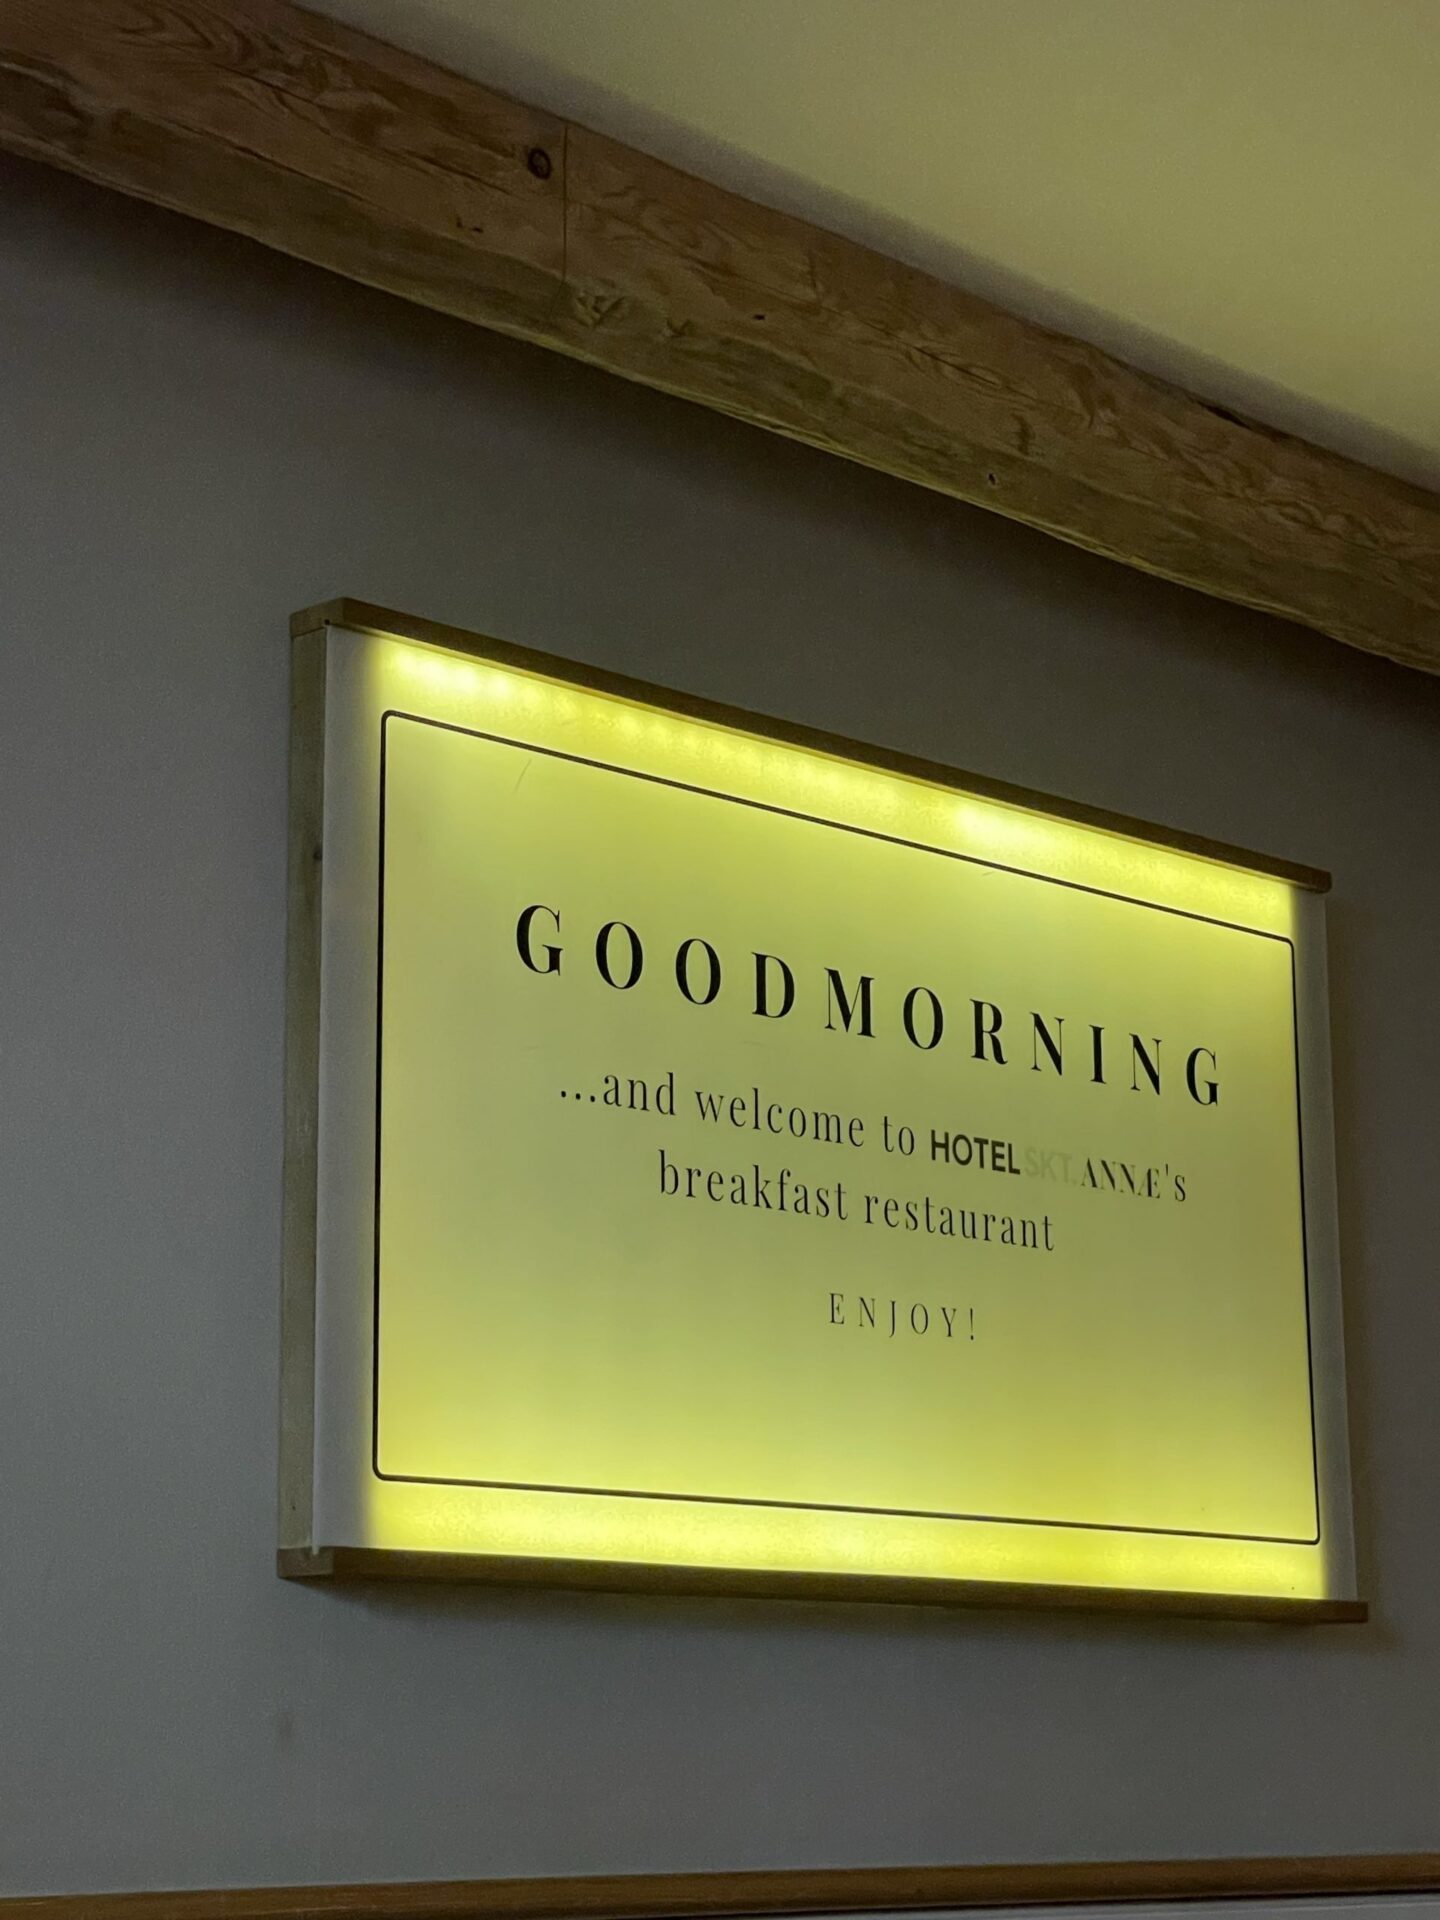 GOODMORNING
...and welcome to HOTEL SKT. ANNÆ's
breakfast restaurant
ENJOY!